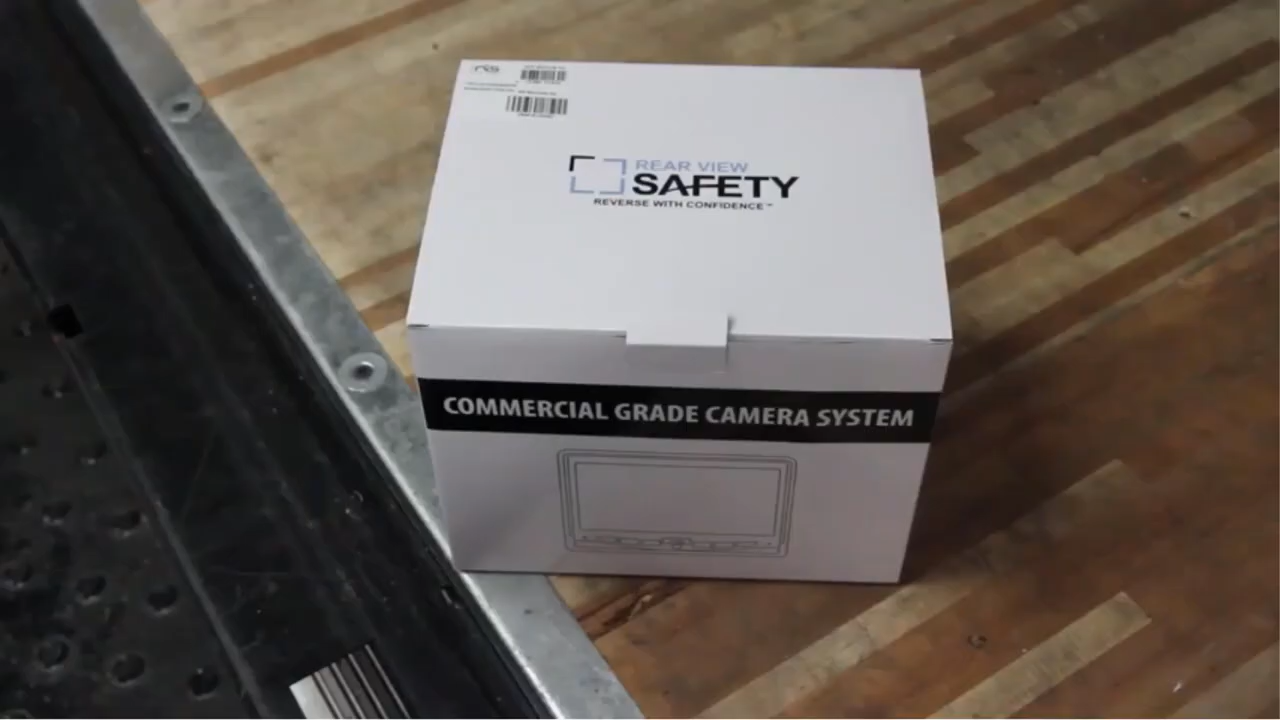 REAR VIEW
SAFETY
REVERSE WITH CONFIDENCE™
COMMERCIAL GRADE CAMERA SYSTEM